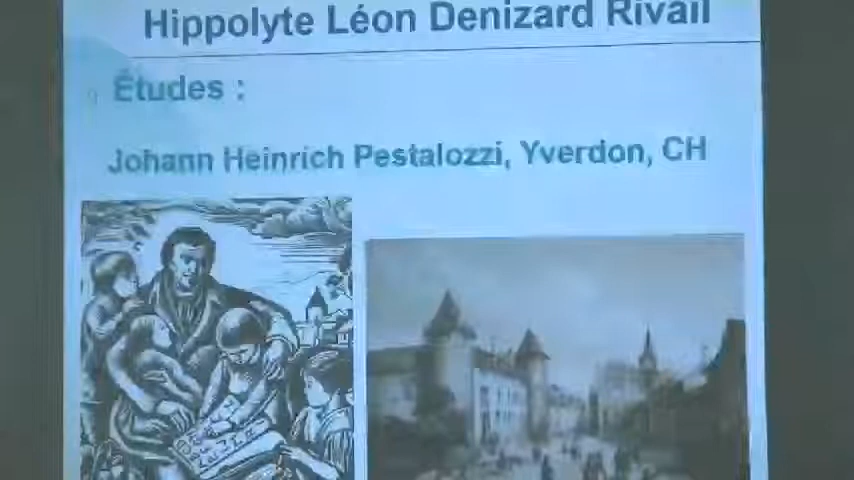 Hippolyte Léon Denizard Rivail
Études :
Johann Heinrich Pestalozzi, Yverdon, CH